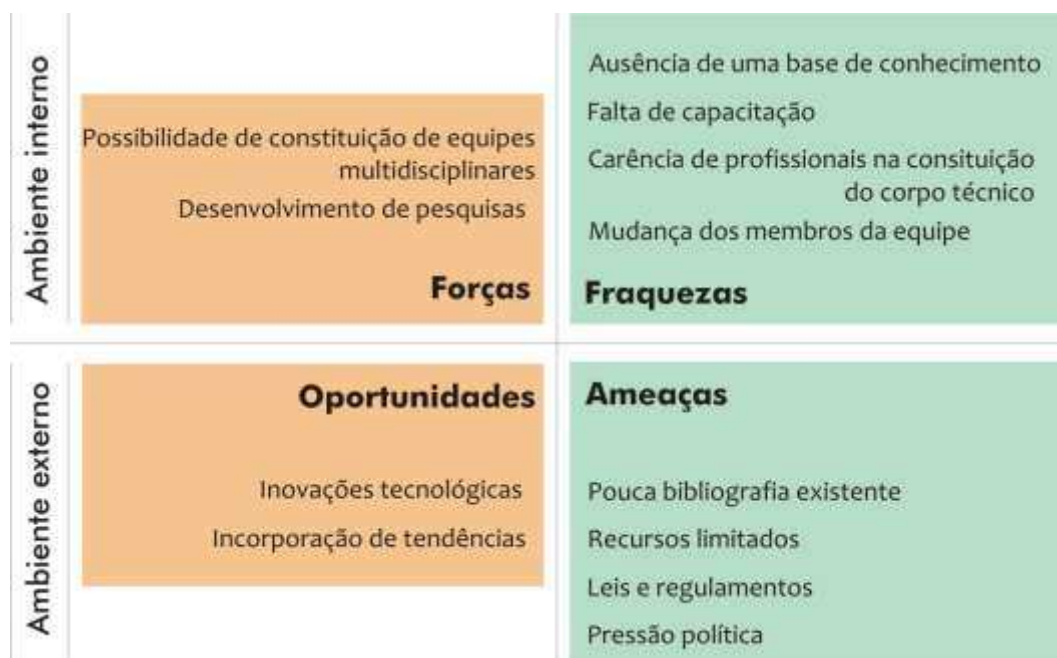 Ambiente interno
Possibilidade de constituição de equipes
multidisciplinares
Desenvolvimento de pesquisas
Forças
Ausência de uma base de conhecimento
Falta de capacitação
Carência de profissionais na consituição
do corpo técnico
Mudança dos membros da equipe
Fraquezas
Ambiente externo
Oportunidades
Inovações tecnológicas
Incorporação de tendências
Ameaças
Pouca bibliografia existente
Recursos limitados
Leis e regulamentos
Pressão política